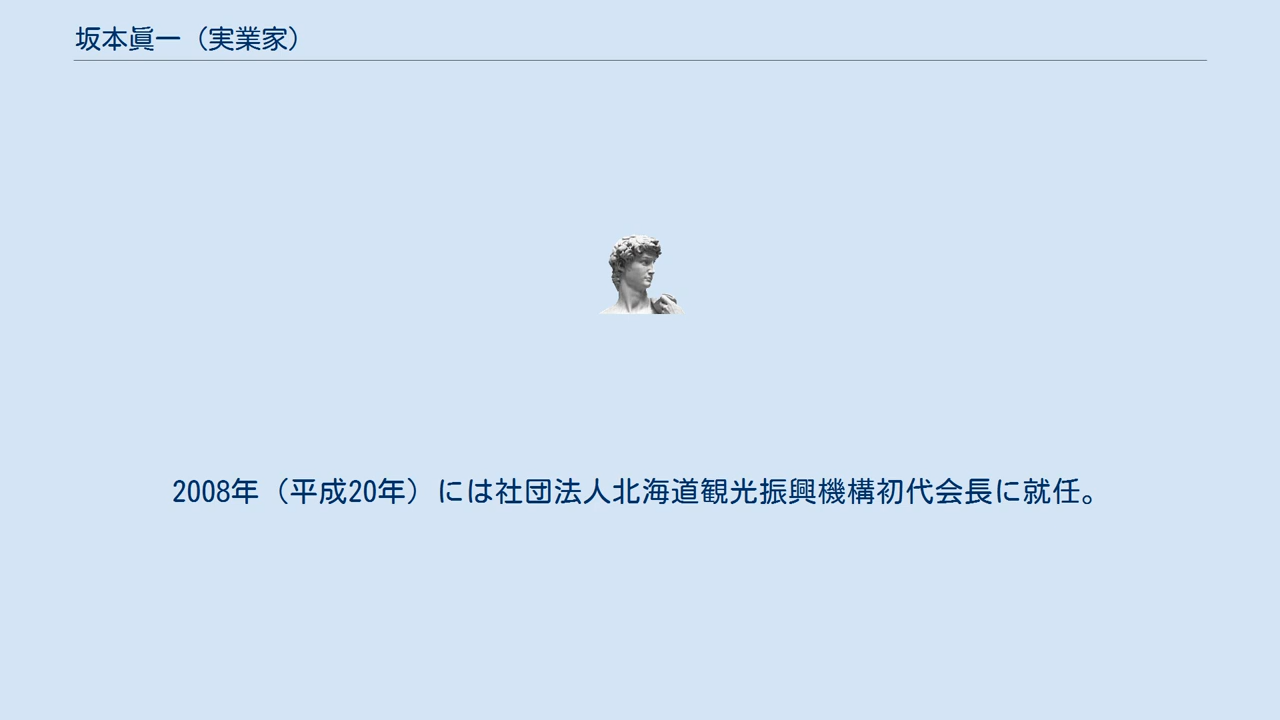 坂本眞一（実業家）
2008年（平成20年）には社団法人北海道観光振興機構初代会長に就任。